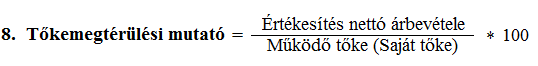 8. Tőkemegtérülési mutató = Értékesítés nettó árbevétele
Működő tőke (Saját tőke) * 100